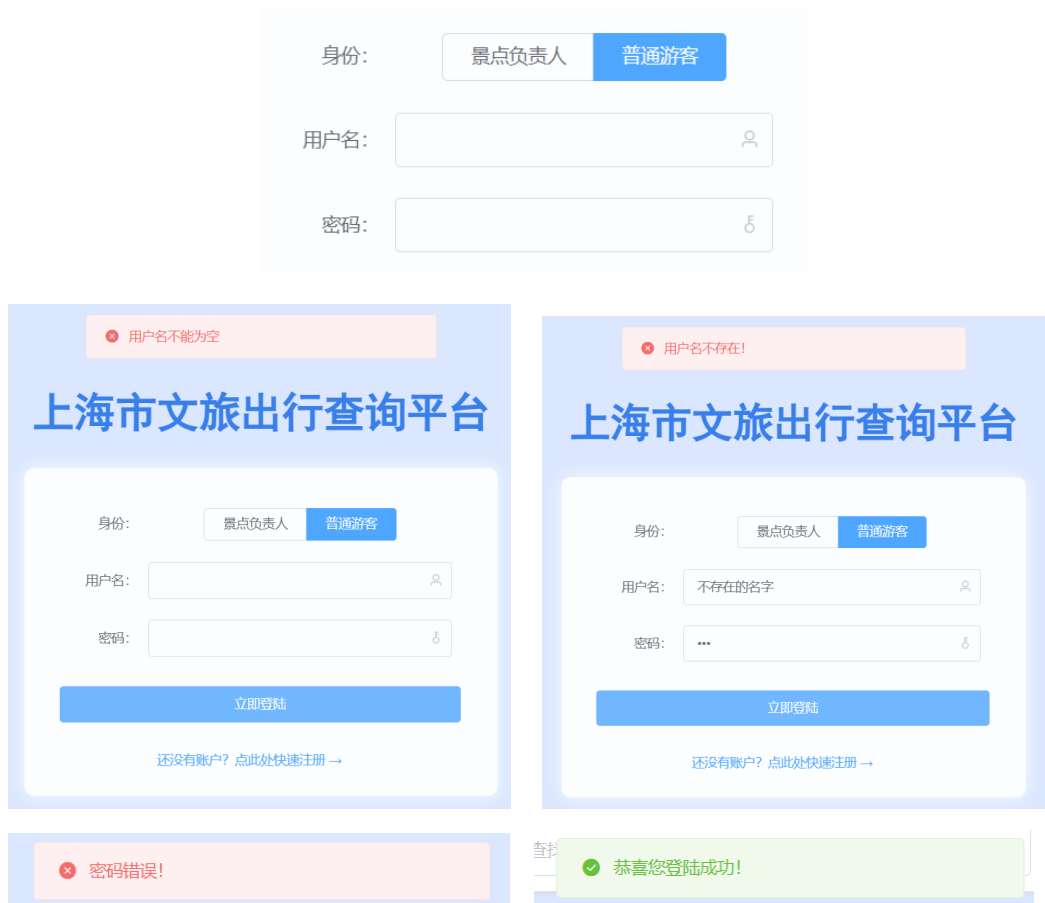 身份：
景点负责人
普通游客
用户名：
密码：
用户名不能为空
上海市文旅出行查询平台
身份：
景点负责人
普通游客
用户名：
密码：
立即登陆
还没有账户？点此处快速注册 →
用户名不存在！
上海市文旅出行查询平台
身份：
景点负责人
普通游客
用户名：
不存在的名字
密码：
•••
立即登陆
还没有账户？点此处快速注册 →
密码错误！
查找
恭喜您登陆成功！